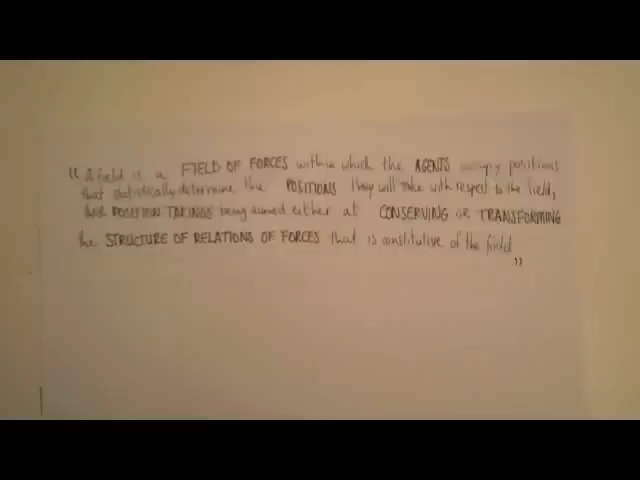 “ A field is a FIELD OF FORCES within which the AGENTS occupy positions
that statistically determine the POSITIONS they will take with respect to the field,
these POSITION TAKINGS being aimed either at CONSERVING or TRANSFORMING
the STRUCTURE OF RELATIONS OF FORCES that is constitutive of the field
”